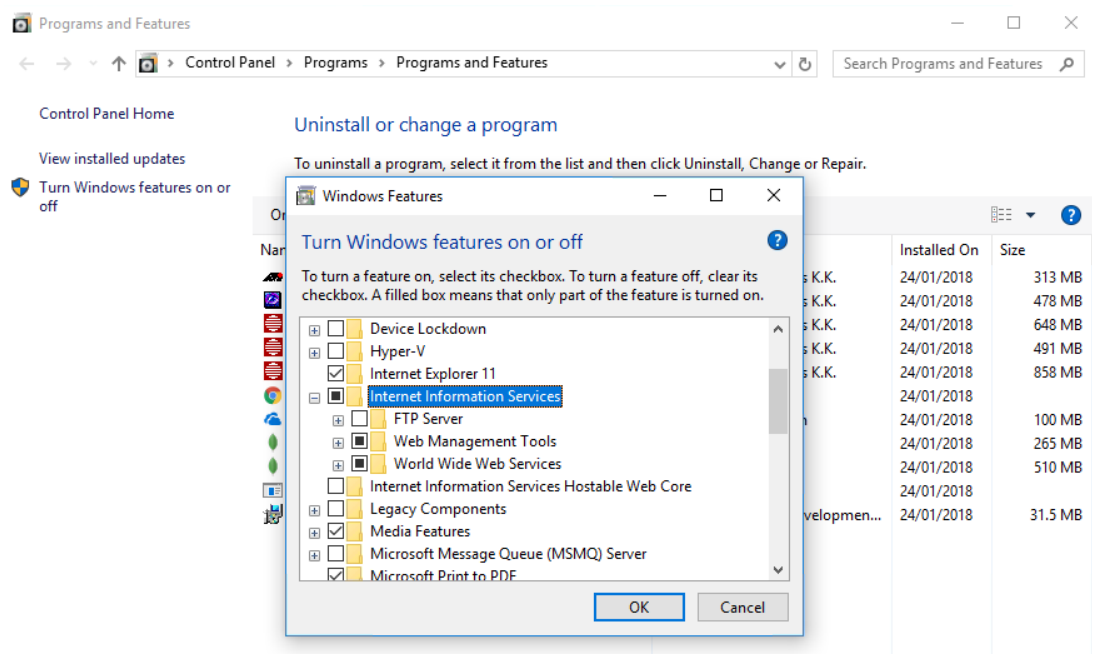 Programs and Features
Control Panel > Programs > Programs and Features
Search Programs and Features
Control Panel Home
Uninstall or change a program
View installed updates
To uninstall a program, select it from the list and then click Uninstall, Change or Repair.
Turn Windows features on or
off
Windows Features
Turn Windows features on or off
To turn a feature on, select its checkbox. To turn a feature off, clear its
checkbox. A filled box means that only part of the feature is turned on.
Installed On Size
s K.K. 24/01/2018 313 MB
s K.K. 24/01/2018 478 MB
s K.K. 24/01/2018 648 MB
s K.K. 24/01/2018 491 MB
s K.K. 24/01/2018 858 MB
24/01/2018
24/01/2018 100 MB
24/01/2018 265 MB
24/01/2018 510 MB
24/01/2018
velopmen... 24/01/2018 31.5 MB
Device Lockdown
Hyper-V
Internet Explorer 11
Internet Information Services
FTP Server
Web Management Tools
World Wide Web Services
Internet Information Services Hostable Web Core
Legacy Components
Media Features
Microsoft Message Queue (MSMQ) Server
Microsoft Print to PDF
OK
Cancel